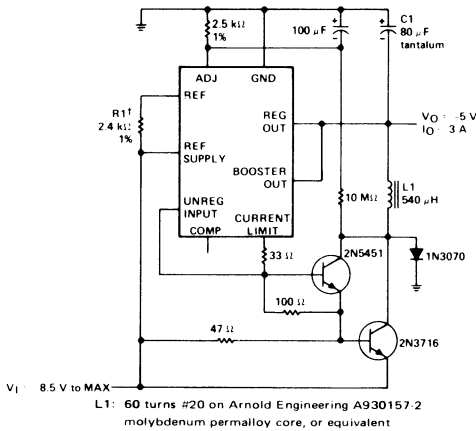 2.5 kΩ
1%
+
100 µF
−
+
C1
80 µF
tantalum
−
ADJ
GND
REF
R1†
2.4 kΩ
1%
REF
SUPPLY
REG
OUT
VO = -5 V
IO = 3 A
BOOSTER
OUT
10 MΩ
L1
540 µH
UNREG
INPUT
CURRENT
LIMIT
COMP
33 Ω
2N5451
1N3070
100 Ω
47 Ω
2N3716
VI 8.5 V to MAX
L1: 60 turns #20 on Arnold Engineering A930157-2
molybdenum permalloy core, or equivalent